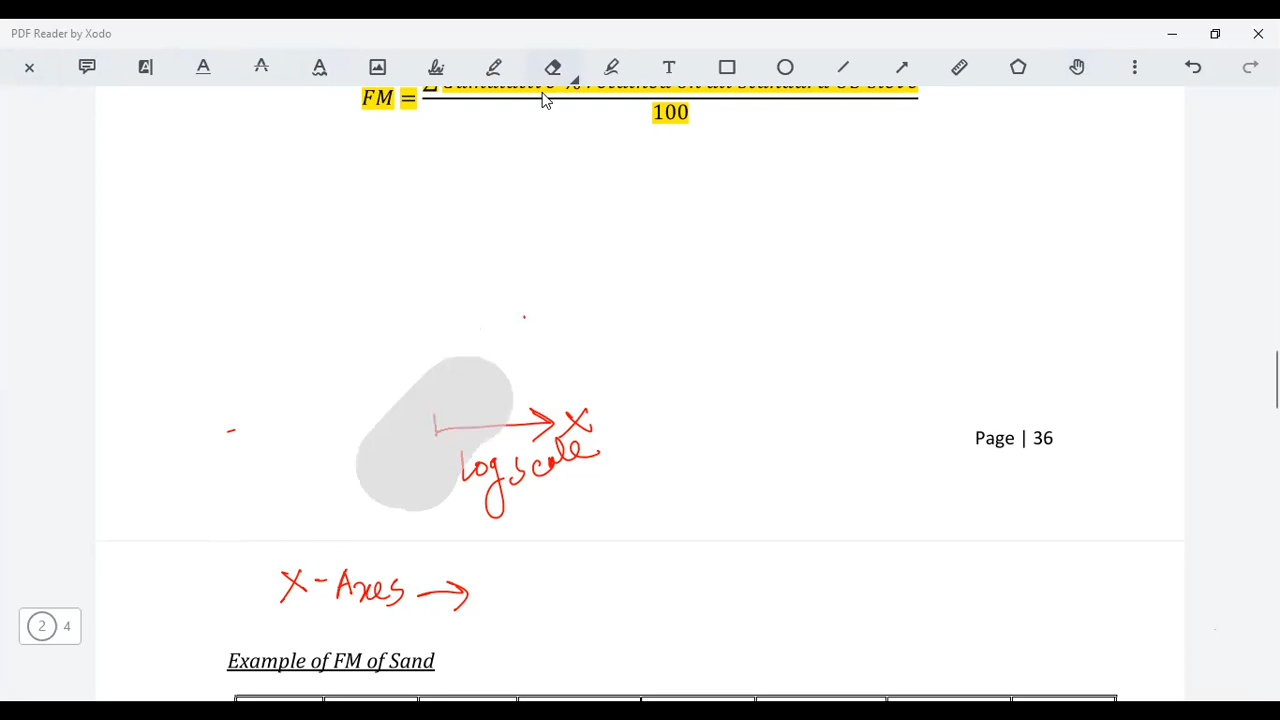 PDF Reader by Xodo
FM =
100
X
log scale
Page | 36
X - Axes →
2 4
Example of FM of Sand